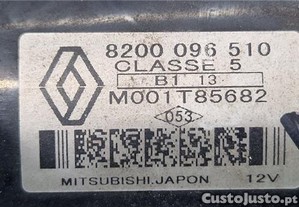 8200 096 510
CLASSE 5
B1 13
M001T85682
053
MITSUBISHI.JAPON 12V
CustoJusto.pt